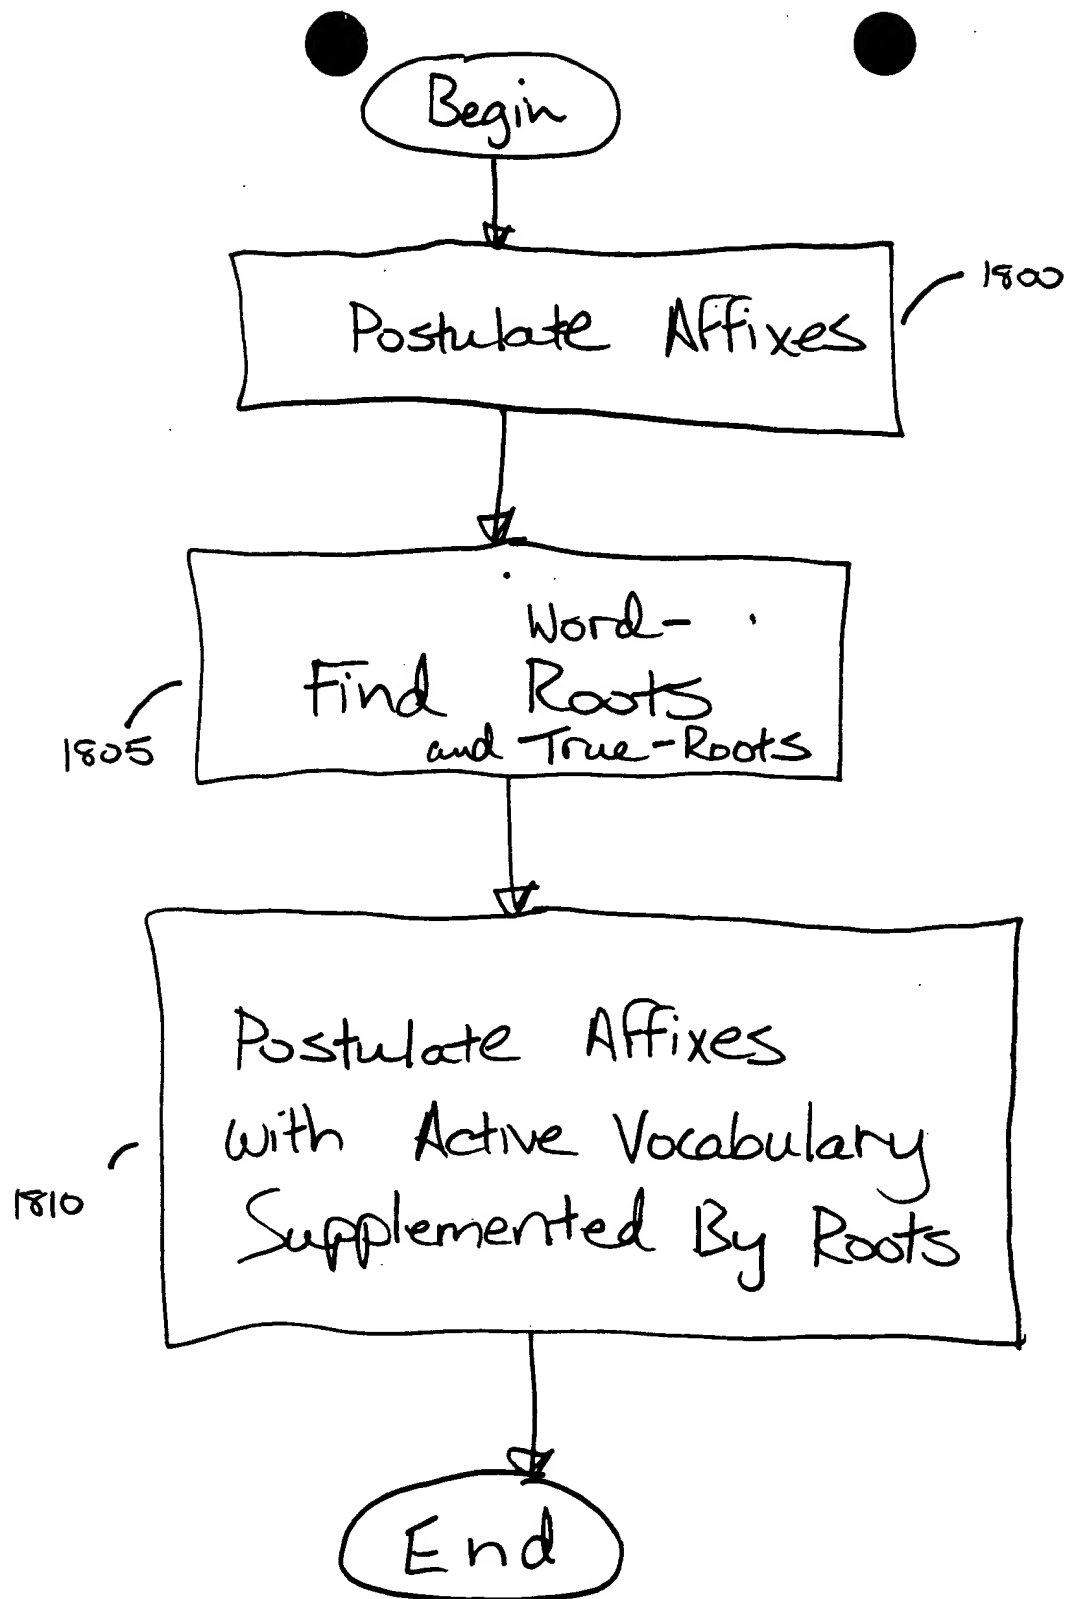 Begin
Postulate Affixes
1800
Word-
Find Roots
and True-Roots
1805
Postulate Affixes
with Active Vocabulary
Supplemented By Roots
1810
End